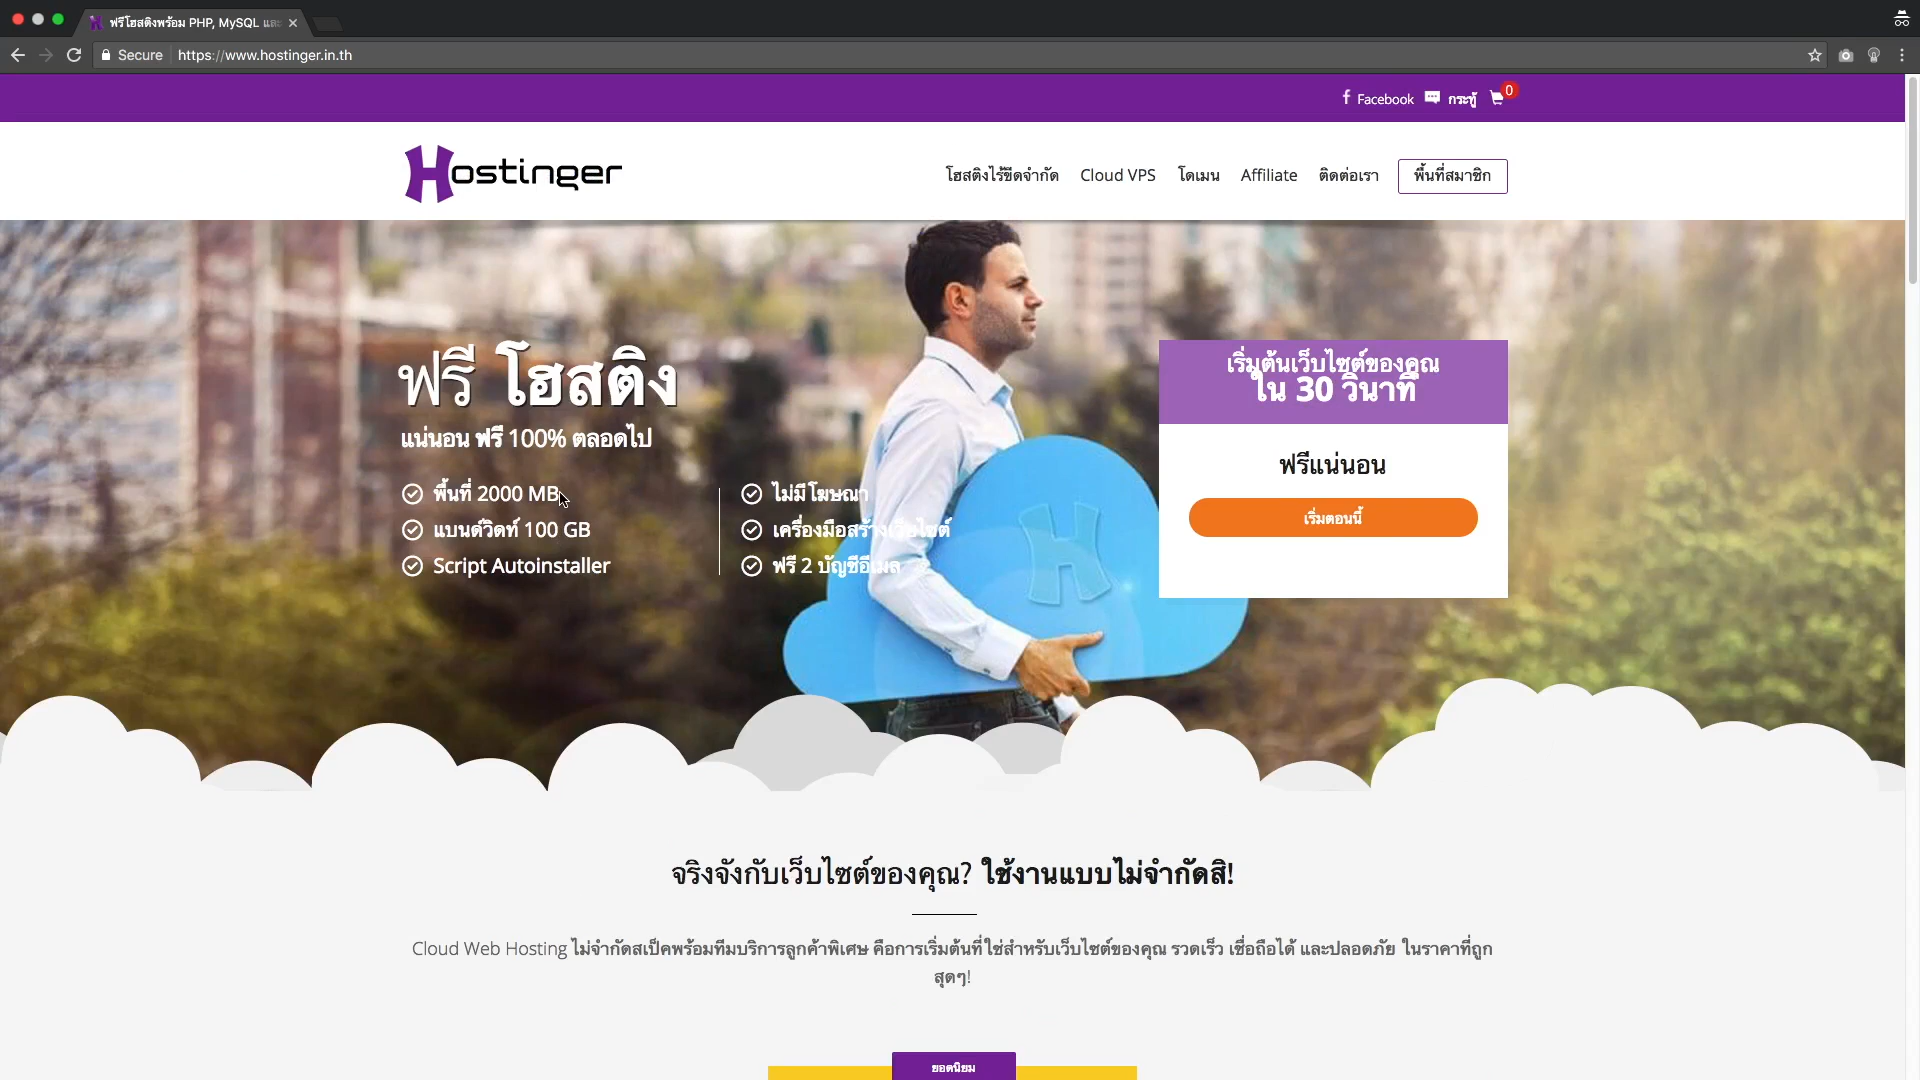 ฟรีโฮสติงพร้อม PHP, MySQL และ
Secure https://www.hostinger.in.th
Facebook กระทู้ 0
Hostinger
โฮสติงไร้ขีดจำกัด Cloud VPS โดเมน Affiliate ติดต่อเรา พื้นที่สมาชิก
ฟรี โฮสติง
แน่นอน ฟรี 100% ตลอดไป
พื้นที่ 2000 MB
แบนด์วิดท์ 100 GB
Script Autoinstaller
ไม่มีโฆษณา
เครื่องมือสร้างเว็บไซต์
ฟรี 2 บัญชีอีเมล
เริ่มต้นเว็บไซต์ของคุณ
ใน 30 วินาที
ฟรีแน่นอน
เริ่มตอนนี้
จริงจังกับเว็บไซต์ของคุณ? ใช้งานแบบไม่จำกัดสิ!
Cloud Web Hosting ไม่จำกัดสเป็คพร้อมทีมบริการลูกค้าพิเศษ คือการเริ่มต้นที่ใช่สำหรับเว็บไซต์ของคุณ รวดเร็ว เชื่อถือได้ และปลอดภัย ในราคาที่ถูก
สุดๆ!
ยอดนิยม